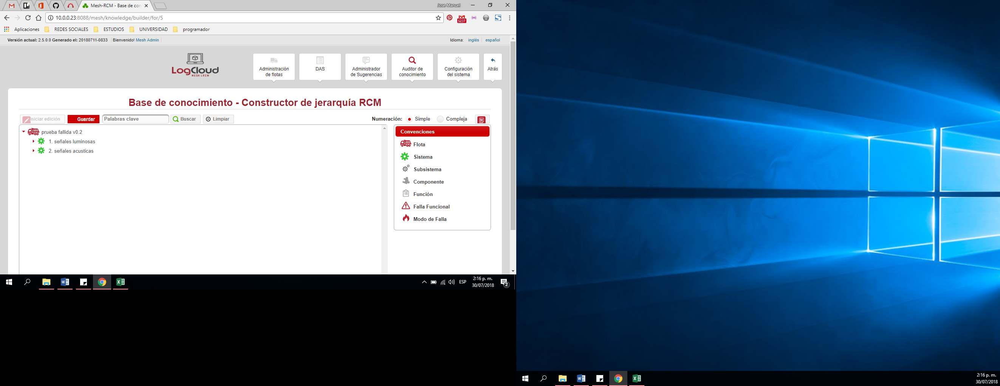 Mesh-RCM - Base de con
Jose Manuel
10.0.0.23:8088/mesh/knowledge/builder/for/5
5237
Aplicaciones REDES SOCIALES ESTUDIOS UNIVERSIDAD programador
Versión actual: 2.5.0.0 Generado el: 20180711-0833 Bienvenido! Mesh Admin
Idioma: inglés español
LogCloud
MESH LRCM
Administración
de flotas
DAS
Administrador
de Sugerencias
Auditor de
conocimiento
Configuración
del sistema
Atrás
Base de conocimiento - Constructor de jerarquía RCM
Iniciar edición Guardar Palabras clave Buscar Limpiar
Numeración: Simple Compleja
prueba fallida v0.2
1. señales luminosas
2. señales acusticas
Convenciones
Flota
Sistema
Subsistema
Componente
Función
Falla Funcional
Modo de Falla
ESP
2:16 p. m.
30/07/2018
2
2:16 p. m.
30/07/2018